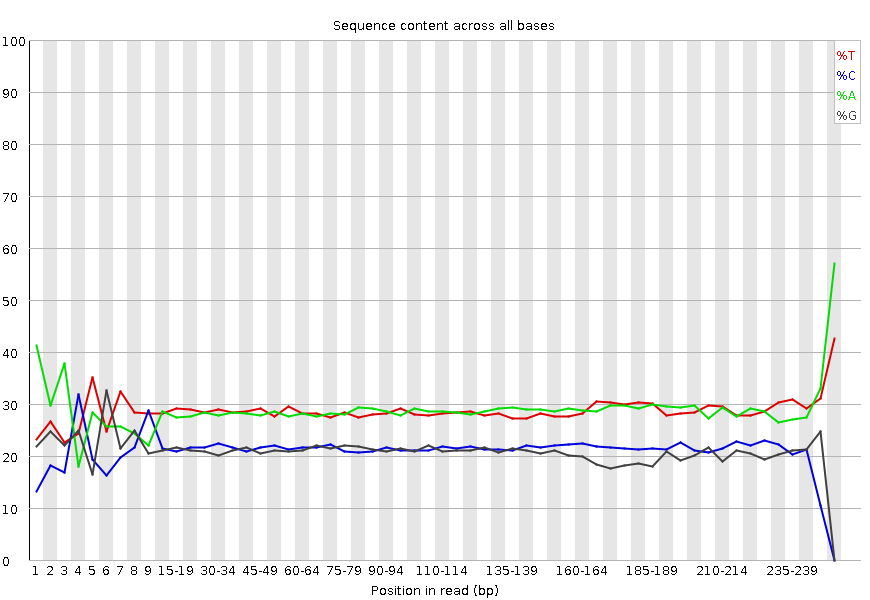 Sequence content across all bases
100
90
80
70
60
50
40
30
20
10
0
%T
%C
%A
%G
1 2 3 4 5 6 7 8 9 15-19 30-34 45-49 60-64 75-79 90-94 110-114 135-139 160-164 185-189 210-214 235-239
Position in read (bp)